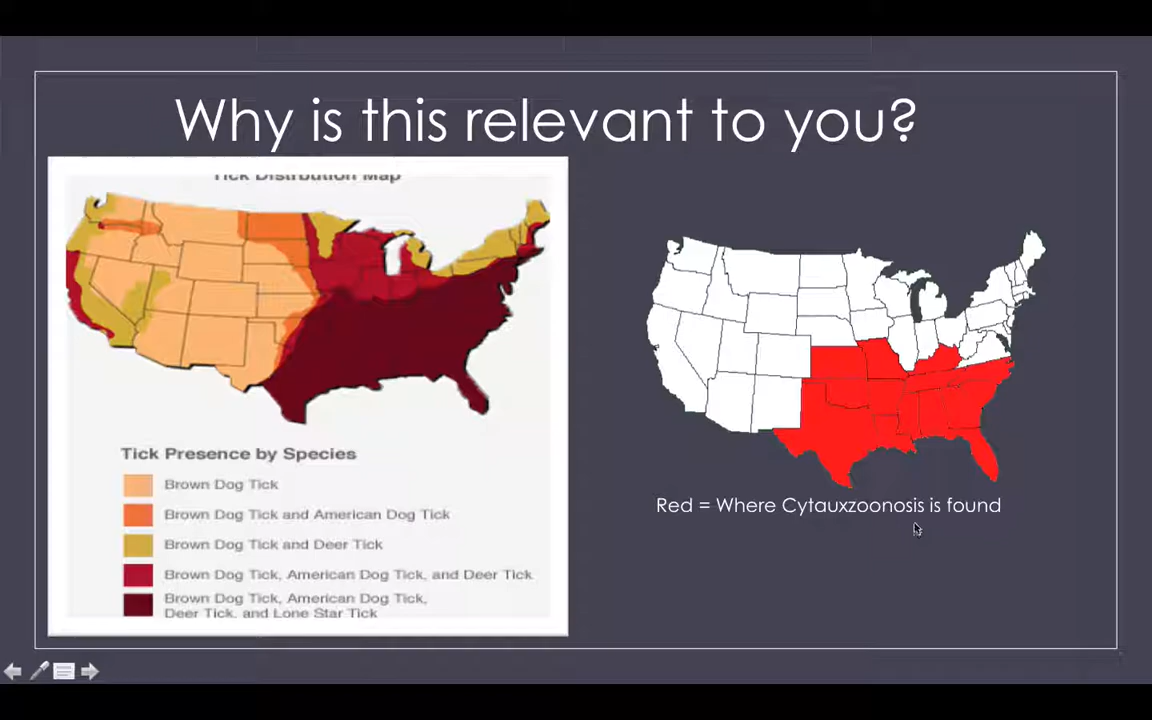 Why is this relevant to you?
Tick Distrbution Map
Tick Presence by Species
Brown Dog Tick
Brown Dog Tick and American Dog Tick
Brown Dog Tick and Deer Tick
Brown Dog Tick, American Dog Tick, and Deer Tick
Brown Dog Tick, American Dog Tick,
Deer Tick, and Lone Star Tick
Red = Where Cytauxzoonosis is found